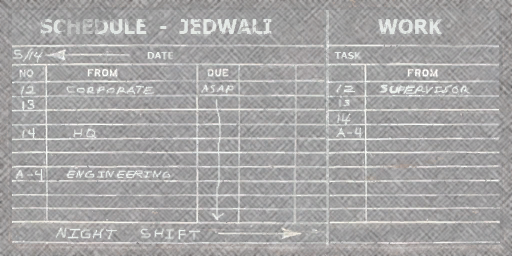 SCHEDULE - JEDWALI WORK
5/14 DATE TASK
NO FROM DUE FROM
12 CORPORATE ASAP 12 SUPERVISOR
13 13
14
14 HQ A-4
A-4 ENGINEERING
NIGHT SHIFT